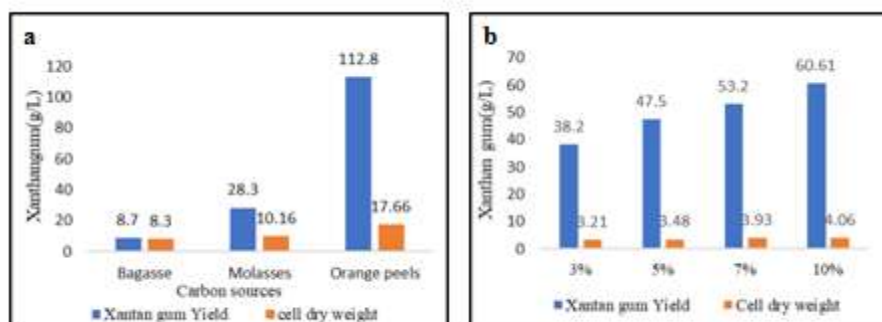 a
120
100
80
60
40
20
0
Xanthangum(g/L)
8.7 8.3
28.3 10.16
112.8 17.66
Bagasse Molasses Orange peels
Carbon sources
Xantan gum Yield cell dry weight
b
70
60
50
40
30
20
10
0
Xanthan gum (g/L)
38.2 3.21
47.5 3.48
53.2 3.93
60.61 4.06
3% 5% 7% 10%
Xantan gum Yield Cell dry weight